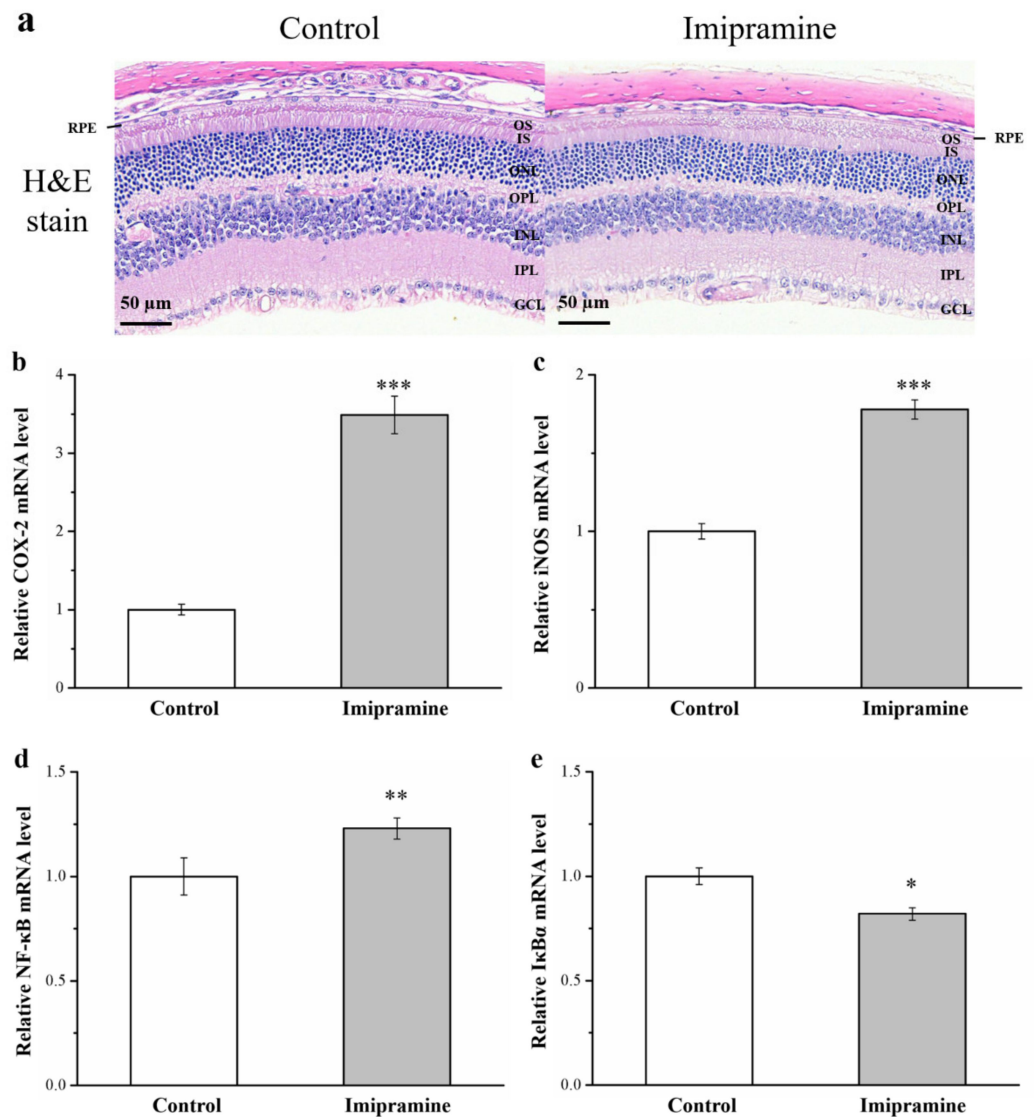 a
Control Imipramine
H&E
stain
RPE
OS
IS
ONL
OPL
INL
IPL
GCL
50 µm
OS
IS
ONL
OPL
INL
IPL
GCL
RPE
50 µm
b
Relative COX-2 mRNA level
4
3
2
1
0
***
Control Imipramine
c
Relative iNOS mRNA level
2
1
0
***
Control Imipramine
d
Relative NF-κB mRNA level
1.5
1.0
0.5
0.0
**
Control Imipramine
e
Relative IκBα mRNA level
1.5
1.0
0.5
0.0
*
Control Imipramine